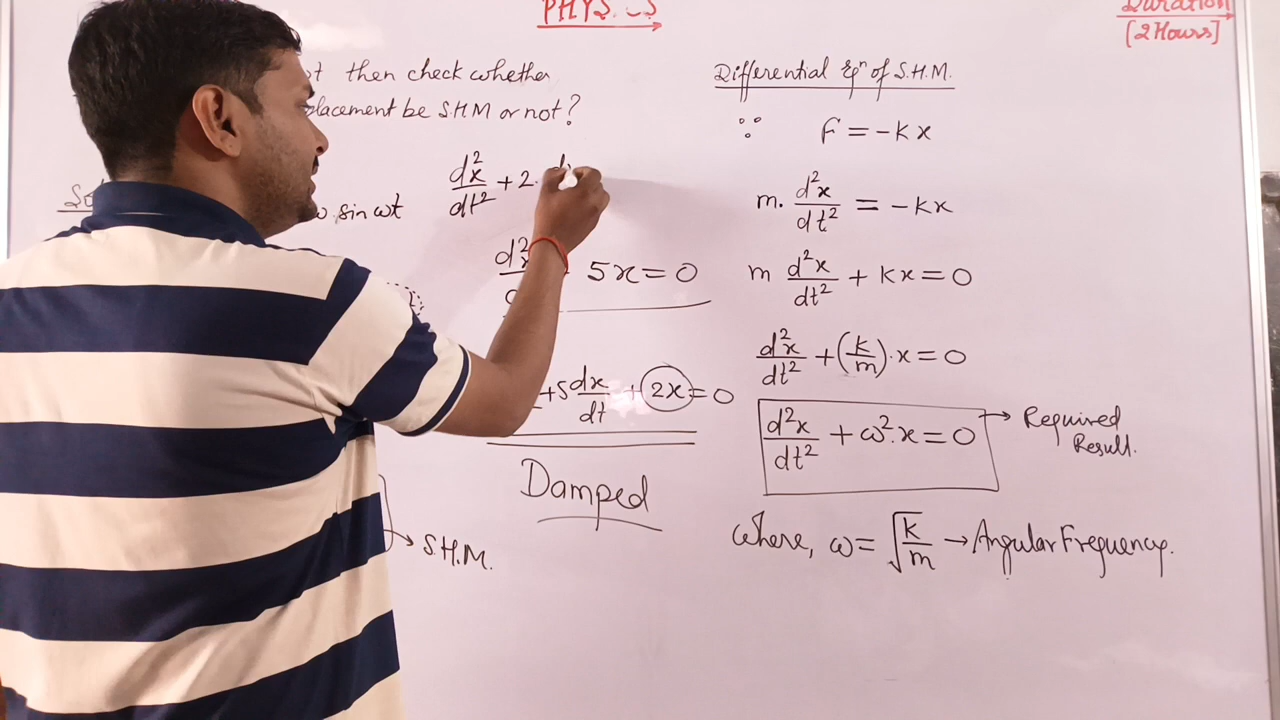 PHYS
Duration
[2 Hours]
then check whether
placement be S.H.M or not?
sin ωt
d²x/dt² + 2.
5x = 0
+ 5 dx/dt + 2x = 0
Damped
→ S.H.M.
Differential Eqⁿ of S.H.M.
∵ F = -kx
m. d²x/dt² = -kx
m d²x/dt² + kx = 0
d²x/dt² + (k/m).x = 0
d²x/dt² + ω².x = 0 → Required
Result.
where, ω = √k/m → Angular Frequency.